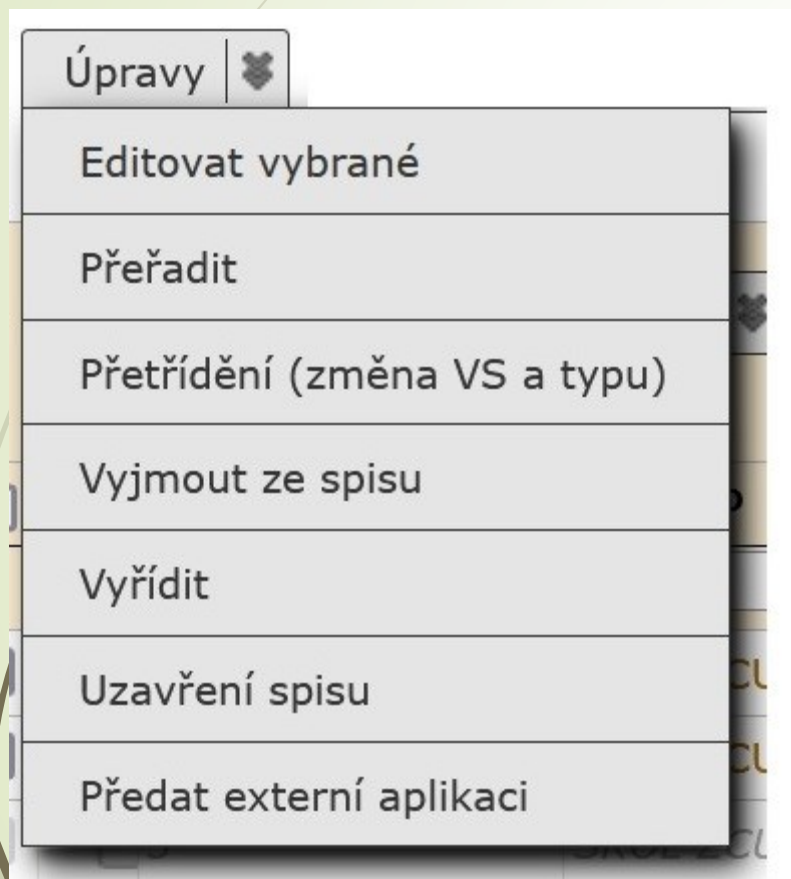 Úpravy
Editovat vybrané
Přeřadit
Přetřídění (změna VS a typu)
Vyjmout ze spisu
Vyřídit
Uzavření spisu
Předat externí aplikaci